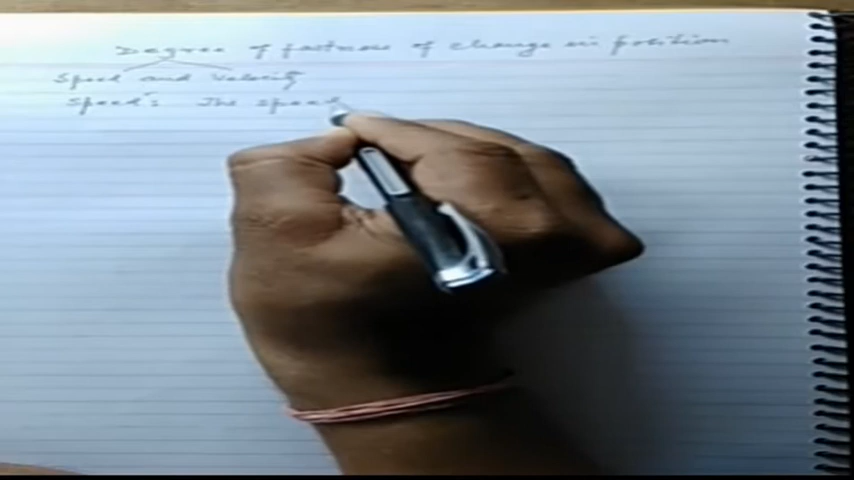 Degree of fastness of change in position
Speed and Velocity
Speed: The speed